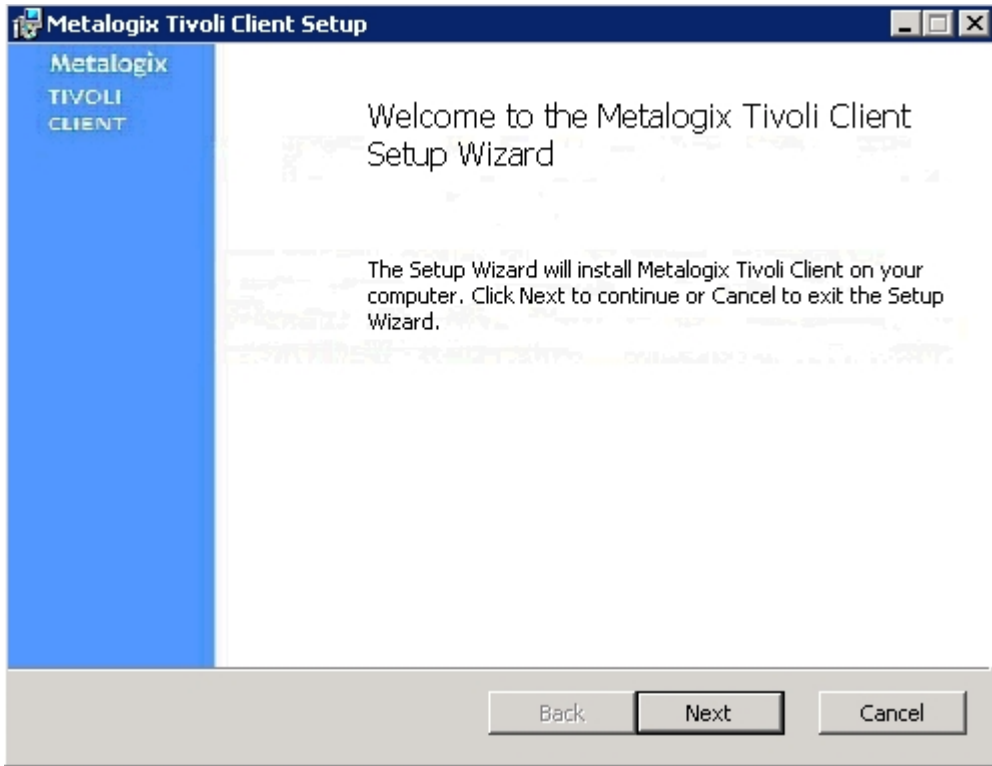 Metalogix Tivoli Client Setup
Metalogix
TIVOLI
CLIENT
Welcome to the Metalogix Tivoli Client
Setup Wizard
The Setup Wizard will install Metalogix Tivoli Client on your
computer. Click Next to continue or Cancel to exit the Setup
Wizard.
Back Next Cancel